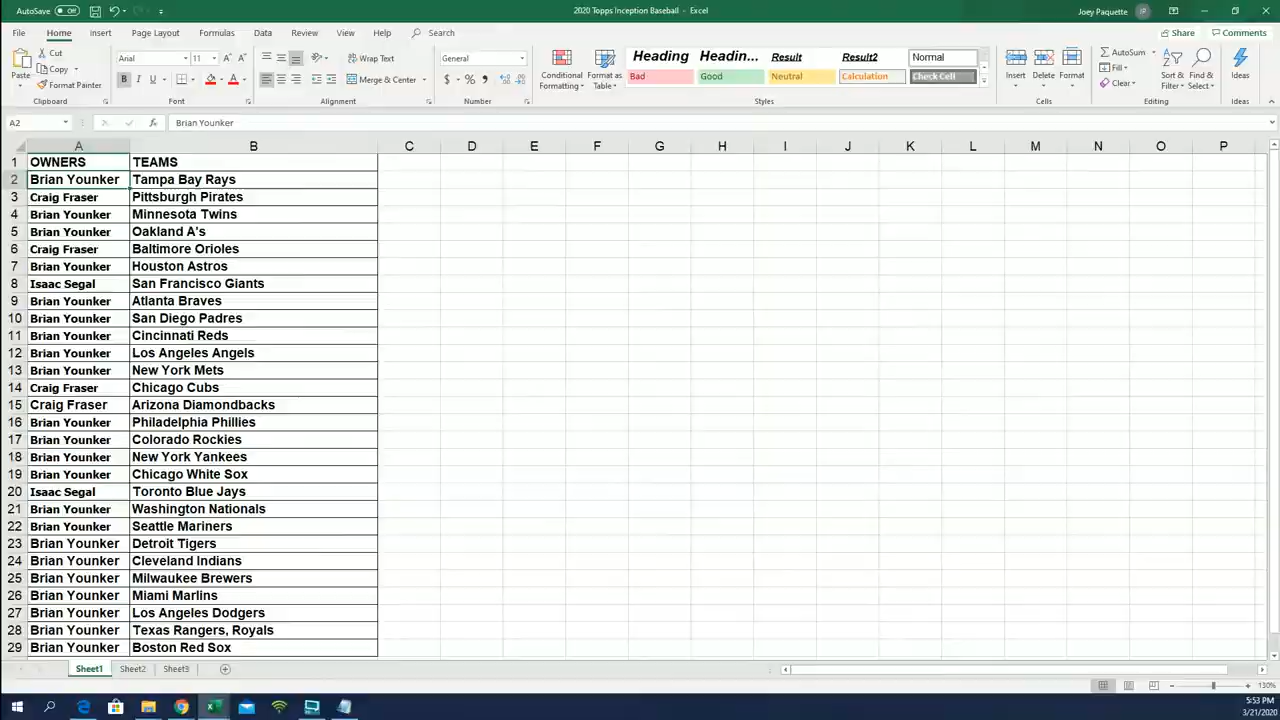 AutoSave Off 2020 Topps Inception Baseball - Excel Joey Paquette
File Home Insert Page Layout Formulas Data Review View Help Search Share Comments
Paste Cut Copy Format Painter Clipboard
Arial 11 A A B I U A Font
Wrap Text Merge & Center Alignment
General $ % , Number
Conditional Formatting Format as Table
Heading Headin... Result Result2 Normal
Bad Good Neutral Calculation Check Cell
Styles
Insert Delete Format Cells
AutoSum Fill Clear Sort & Filter Find & Select Editing
Ideas Ideas
A2 fx Brian Younker
A B C D E F G H I J K L M N O P
1 OWNERS TEAMS
2 Brian Younker Tampa Bay Rays
3 Craig Fraser Pittsburgh Pirates
4 Brian Younker Minnesota Twins
5 Brian Younker Oakland A's
6 Craig Fraser Baltimore Orioles
7 Brian Younker Houston Astros
8 Isaac Segal San Francisco Giants
9 Brian Younker Atlanta Braves
10 Brian Younker San Diego Padres
11 Brian Younker Cincinnati Reds
12 Brian Younker Los Angeles Angels
13 Brian Younker New York Mets
14 Craig Fraser Chicago Cubs
15 Craig Fraser Arizona Diamondbacks
16 Brian Younker Philadelphia Phillies
17 Brian Younker Colorado Rockies
18 Brian Younker New York Yankees
19 Brian Younker Chicago White Sox
20 Isaac Segal Toronto Blue Jays
21 Brian Younker Washington Nationals
22 Brian Younker Seattle Mariners
23 Brian Younker Detroit Tigers
24 Brian Younker Cleveland Indians
25 Brian Younker Milwaukee Brewers
26 Brian Younker Miami Marlins
27 Brian Younker Los Angeles Dodgers
28 Brian Younker Texas Rangers, Royals
29 Brian Younker Boston Red Sox
Sheet1 Sheet2 Sheet3
130%
5:53 PM
3/21/2020